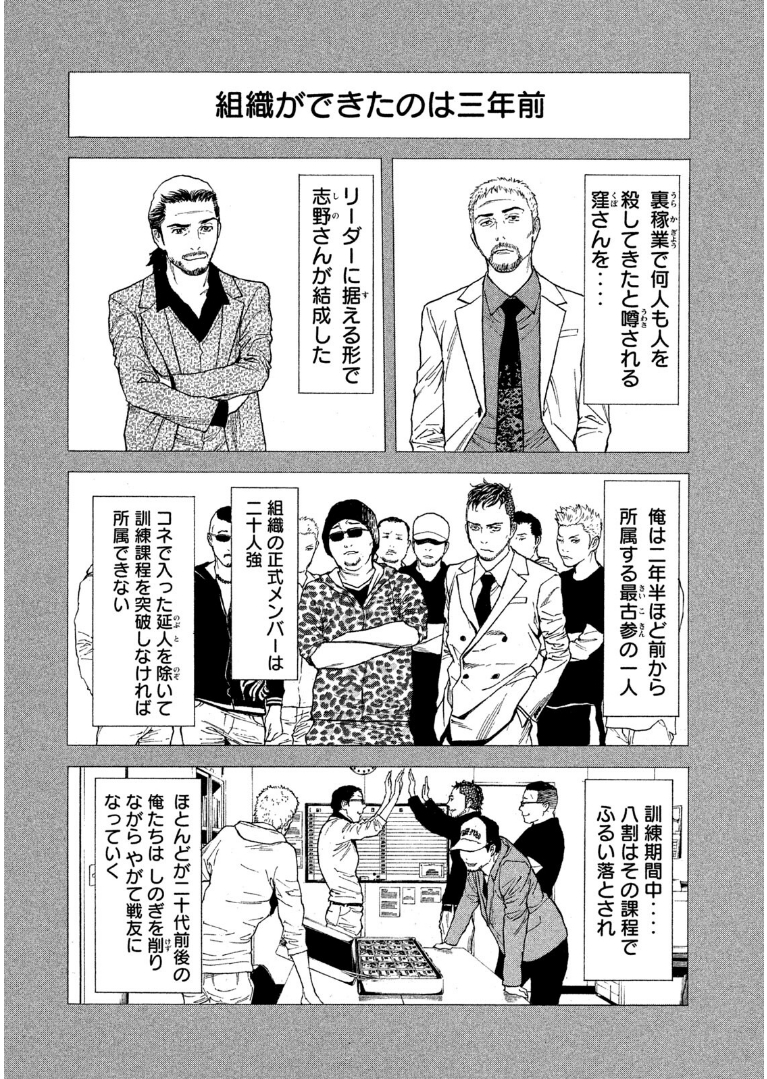 組織ができたのは三年前
裏稼業で何人も人を
殺してきたと噂される
窪さんを‥‥
リーダーに据える形で
志野さんが結成した
俺は二年半ほど前から
所属する最古参の一人
組織の正式メンバーは
二十人強
コネで入った延人を除いて
訓練課程を突破しなければ
所属できない
訓練期間中‥‥
八割はその課程で
ふるい落とされ
ほとんどが二十代前後の
俺たちは しのぎを削り
ながら やがて戦友に
なっていく